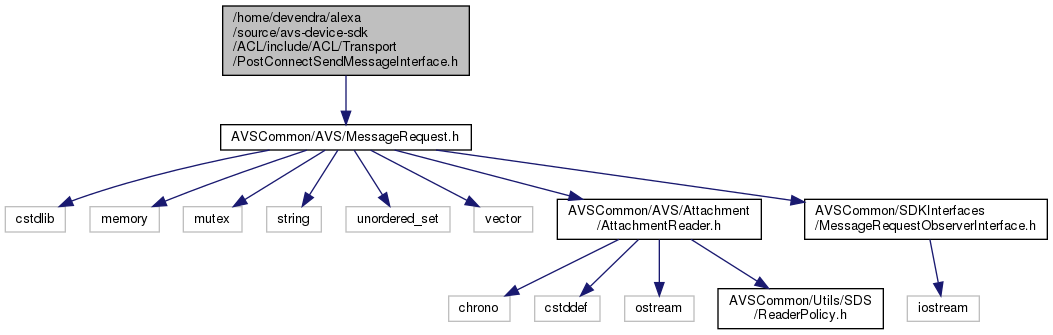 /home/devendra/alexa
/source/avs-device-sdk
/ACL/include/ACL/Transport
/PostConnectSendMessageInterface.h
AVSCommon/AVS/MessageRequest.h
cstdlib
memory
mutex
string
unordered_set
vector
AVSCommon/AVS/Attachment
/AttachmentReader.h
AVSCommon/SDKInterfaces
/MessageRequestObserverInterface.h
chrono
cstddef
ostream
AVSCommon/Utils/SDS
/ReaderPolicy.h
iostream